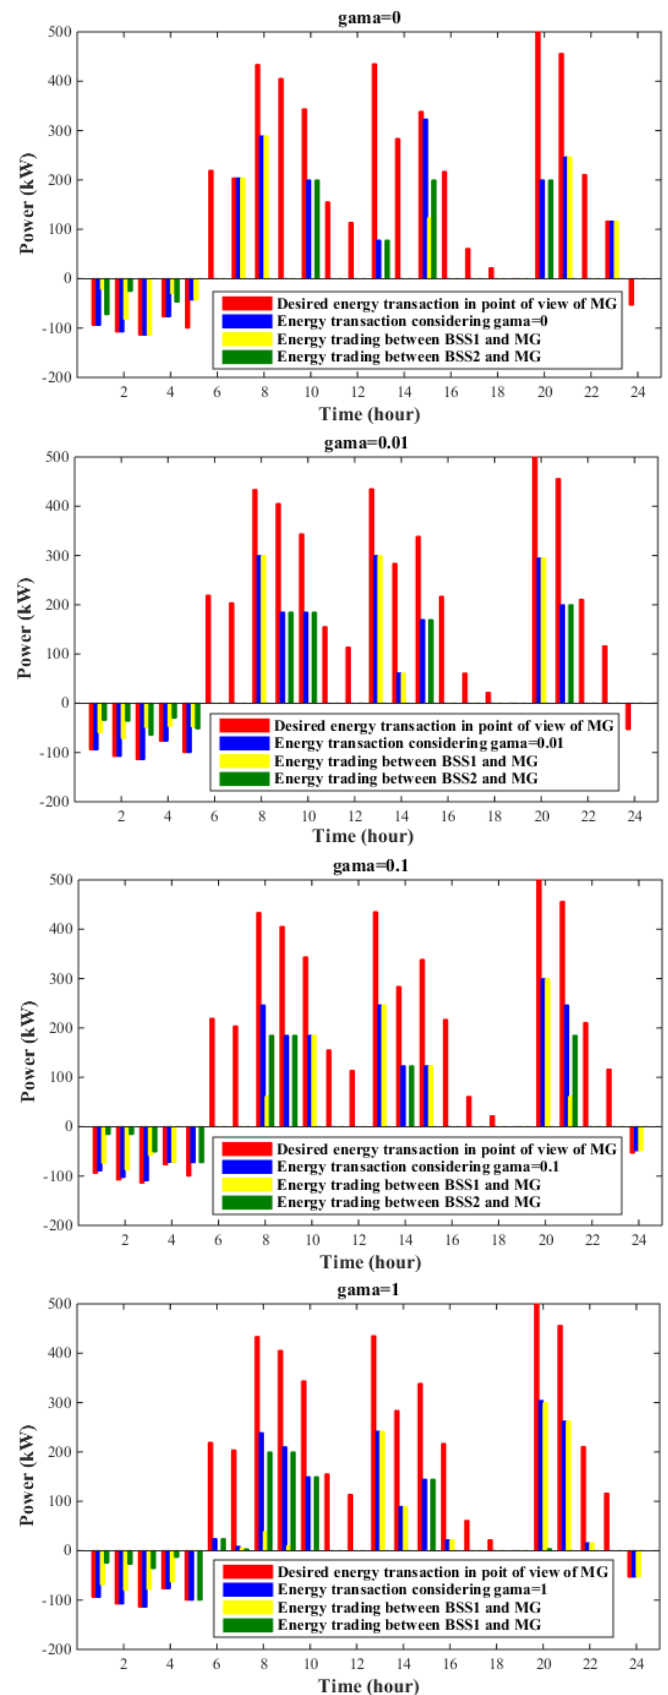 gama=0
500
400
300
200
100
0
-100
-200
Power (kW)
Desired energy transaction in point of view of MG
Energy transaction considering gama=0
Energy trading between BSS1 and MG
Energy trading between BSS2 and MG
2 4 6 8 10 12 14 16 18 20 22 24
Time (hour)
gama=0.01
500
400
300
200
100
0
-100
-200
Power (kW)
Desired energy transaction in point of view of MG
Energy transaction considering gama=0.01
Energy trading between BSS1 and MG
Energy trading between BSS2 and MG
2 4 6 8 10 12 14 16 18 20 22 24
Time (hour)
gama=0.1
500
400
300
200
100
0
-100
-200
Power (kW)
Desired energy transaction in point of view of MG
Energy transaction considering gama=0.1
Energy trading between BSS1 and MG
Energy trading between BSS2 and MG
2 4 6 8 10 12 14 16 18 20 22 24
Time (hour)
gama=1
500
400
300
200
100
0
-100
-200
Power (kW)
Desired energy transaction in poit of view of MG
Energy transaction considering gama=1
Energy trading between BSS1 and MG
Energy trading between BSS1 and MG
2 4 6 8 10 12 14 16 18 20 22 24
Time (hour)